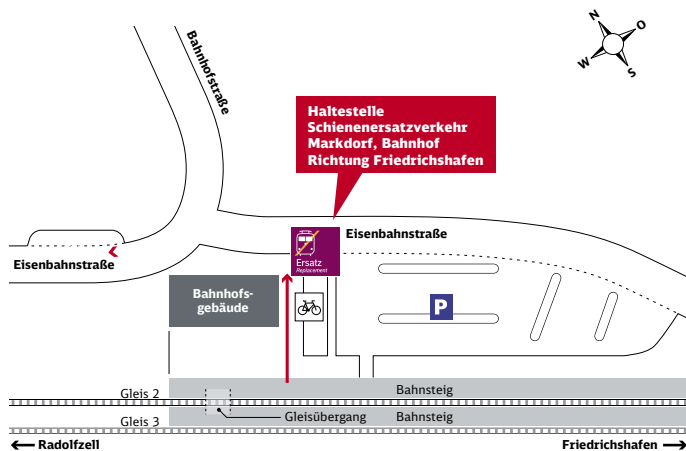 N
O
W
S
Bahnhofstraße
Haltestelle
Schienenersatzverkehr
Markdorf, Bahnhof
Richtung Friedrichshafen
Eisenbahnstraße
Eisenbahnstraße
Ersatz
Replacement
Bahnhofs-
gebäude
P
Gleis 2
Bahnsteig
Gleisübergang
Bahnsteig
Gleis 3
Radolfzell
Friedrichshafen